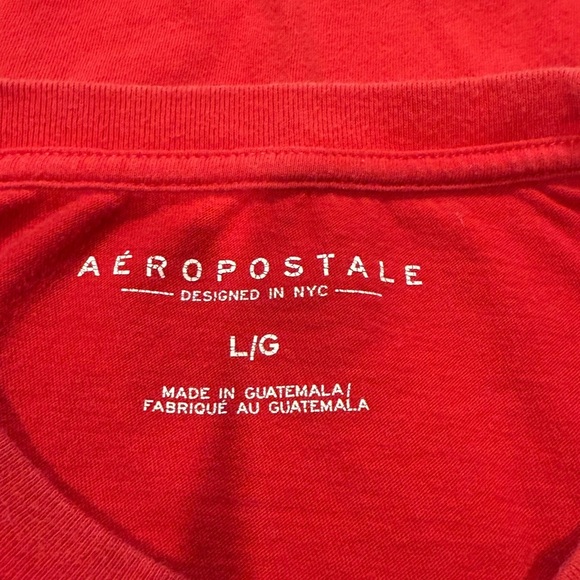 AÉROPOSTALE
DESIGNED IN NYC
L/G
MADE IN GUATEMALA/
FABRIQUÉ AU GUATEMALA